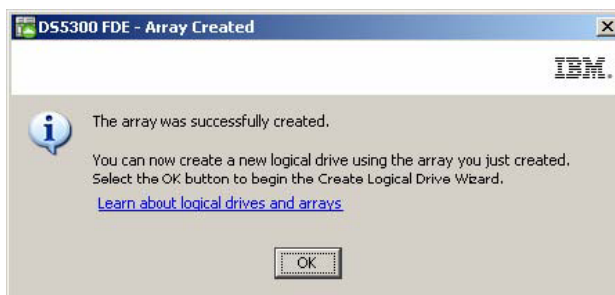 DS5300 FDE - Array Created
IBM.
The array was successfully created.
You can now create a new logical drive using the array you just created.
Select the OK button to begin the Create Logical Drive Wizard.
Learn about logical drives and arrays
OK